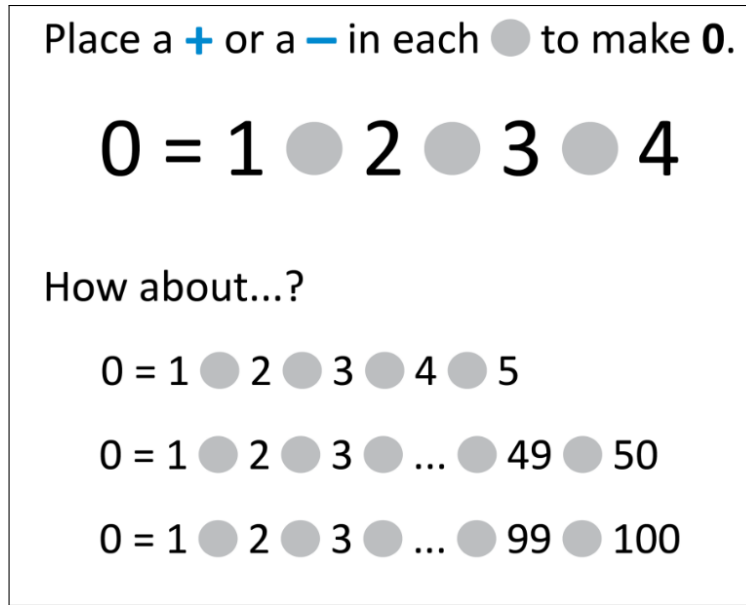 Place a + or a − in each ● to make 0.
0 = 1 ● 2 ● 3 ● 4
How about...?
0 = 1 ● 2 ● 3 ● 4 ● 5
0 = 1 ● 2 ● 3 ● ... ● 49 ● 50
0 = 1 ● 2 ● 3 ● ... ● 99 ● 100